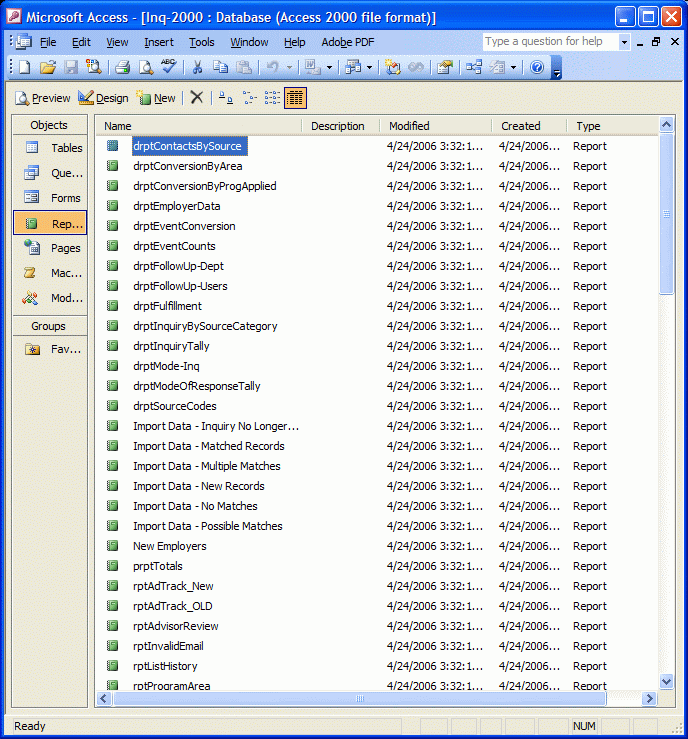 Microsoft Access - [Inq-2000 : Database (Access 2000 file format)]
File Edit View Insert Tools Window Help Adobe PDF Type a question for help
Preview Design New
Objects Name Description Modified Created Type
Tables drptContactsBySource 4/24/2006 3:32:1... 4/24/2006... Report
drptConversionByArea 4/24/2006 3:32:1... 4/24/2006... Report
Que... drptConversionByProgApplied 4/24/2006 3:32:1... 4/24/2006... Report
Forms drptEmployerData 4/24/2006 3:32:1... 4/24/2006... Report
Rep... drptEventConversion 4/24/2006 3:32:1... 4/24/2006... Report
Pages drptEventCounts 4/24/2006 3:32:1... 4/24/2006... Report
Mac... drptFollowUp-Dept 4/24/2006 3:32:1... 4/24/2006... Report
drptFollowUp-Users 4/24/2006 3:32:1... 4/24/2006... Report
Mod... drptFulfillment 4/24/2006 3:32:1... 4/24/2006... Report
Groups drptInquiryBySourceCategory 4/24/2006 3:32:1... 4/24/2006... Report
Fav... drptInquiryTally 4/24/2006 3:32:1... 4/24/2006... Report
drptMode-Inq 4/24/2006 3:32:1... 4/24/2006... Report
drptModeOfResponseTally 4/24/2006 3:32:1... 4/24/2006... Report
drptSourceCodes 4/24/2006 3:32:1... 4/24/2006... Report
Import Data - Inquiry No Longer... 4/24/2006 3:32:1... 4/24/2006... Report
Import Data - Matched Records 4/24/2006 3:32:1... 4/24/2006... Report
Import Data - Multiple Matches 4/24/2006 3:32:1... 4/24/2006... Report
Import Data - New Records 4/24/2006 3:32:1... 4/24/2006... Report
Import Data - No Matches 4/24/2006 3:32:1... 4/24/2006... Report
Import Data - Possible Matches 4/24/2006 3:32:1... 4/24/2006... Report
New Employers 4/24/2006 3:32:1... 4/24/2006... Report
prptTotals 4/24/2006 3:32:1... 4/24/2006... Report
rptAdTrack_New 4/24/2006 3:32:1... 4/24/2006... Report
rptAdTrack_OLD 4/24/2006 3:32:1... 4/24/2006... Report
rptAdvisorReview 4/24/2006 3:32:1... 4/24/2006... Report
rptInvalidEmail 4/24/2006 3:32:1... 4/24/2006... Report
rptListHistory 4/24/2006 3:32:1... 4/24/2006... Report
rptProgramArea 4/24/2006 3:32:1... 4/24/2006... Report
Ready NUM